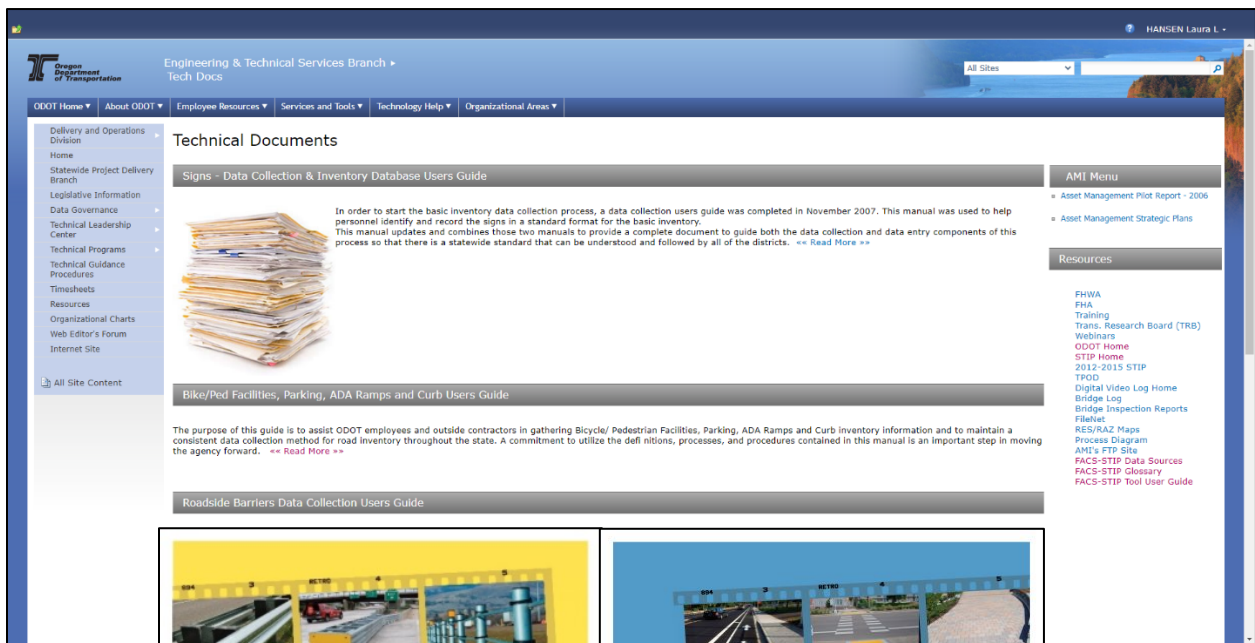 HANSEN Laura L
Oregon
Department
of Transportation
Engineering & Technical Services Branch
Tech Docs
All Sites
ODOT Home
About ODOT
Employee Resources
Services and Tools
Technology Help
Organizational Areas
Delivery and Operations
Division
Home
Statewide Project Delivery
Branch
Legislative Information
Data Governance
Technical Leadership
Center
Technical Programs
Technical Guidance
Procedures
Timesheets
Resources
Organizational Charts
Web Editor's Forum
Internet Site
All Site Content
Technical Documents
Signs - Data Collection & Inventory Database Users Guide
In order to start the basic inventory data collection process, a data collection users guide was completed in November 2007. This manual was used to help
personnel identify and record the signs in a standard format for the basic inventory.
This manual updates and combines those two manuals to provide a complete document to guide both the data collection and data entry components of this
process so that there is a statewide standard that can be understood and followed by all of the districts. «« Read More »»
Bike/Ped Facilities, Parking, ADA Ramps and Curb Users Guide
The purpose of this guide is to assist ODOT employees and outside contractors in gathering Bicycle/ Pedestrian Facilities, Parking, ADA Ramps and Curb inventory information and to maintain a
consistent data collection method for road inventory throughout the state. A commitment to utilize the defi nitions, processes, and procedures contained in this manual is an important step in moving
the agency forward. «« Read More »»
Roadside Barriers Data Collection Users Guide
894 3 RETRO 4 5
894 3 RETRO 4 5
AMI Menu
Asset Management Pilot Report - 2006
Asset Management Strategic Plans
Resources
FHWA
FHA
Training
Trans. Research Board (TRB)
Webinars
ODOT Home
STIP Home
2012-2015 STIP
TPOD
Digital Video Log Home
Bridge Log
Bridge Inspection Reports
FileNet
RES/RAZ Maps
Process Diagram
AMI's FTP Site
FACS-STIP Data Sources
FACS-STIP Glossary
FACS-STIP Tool User Guide